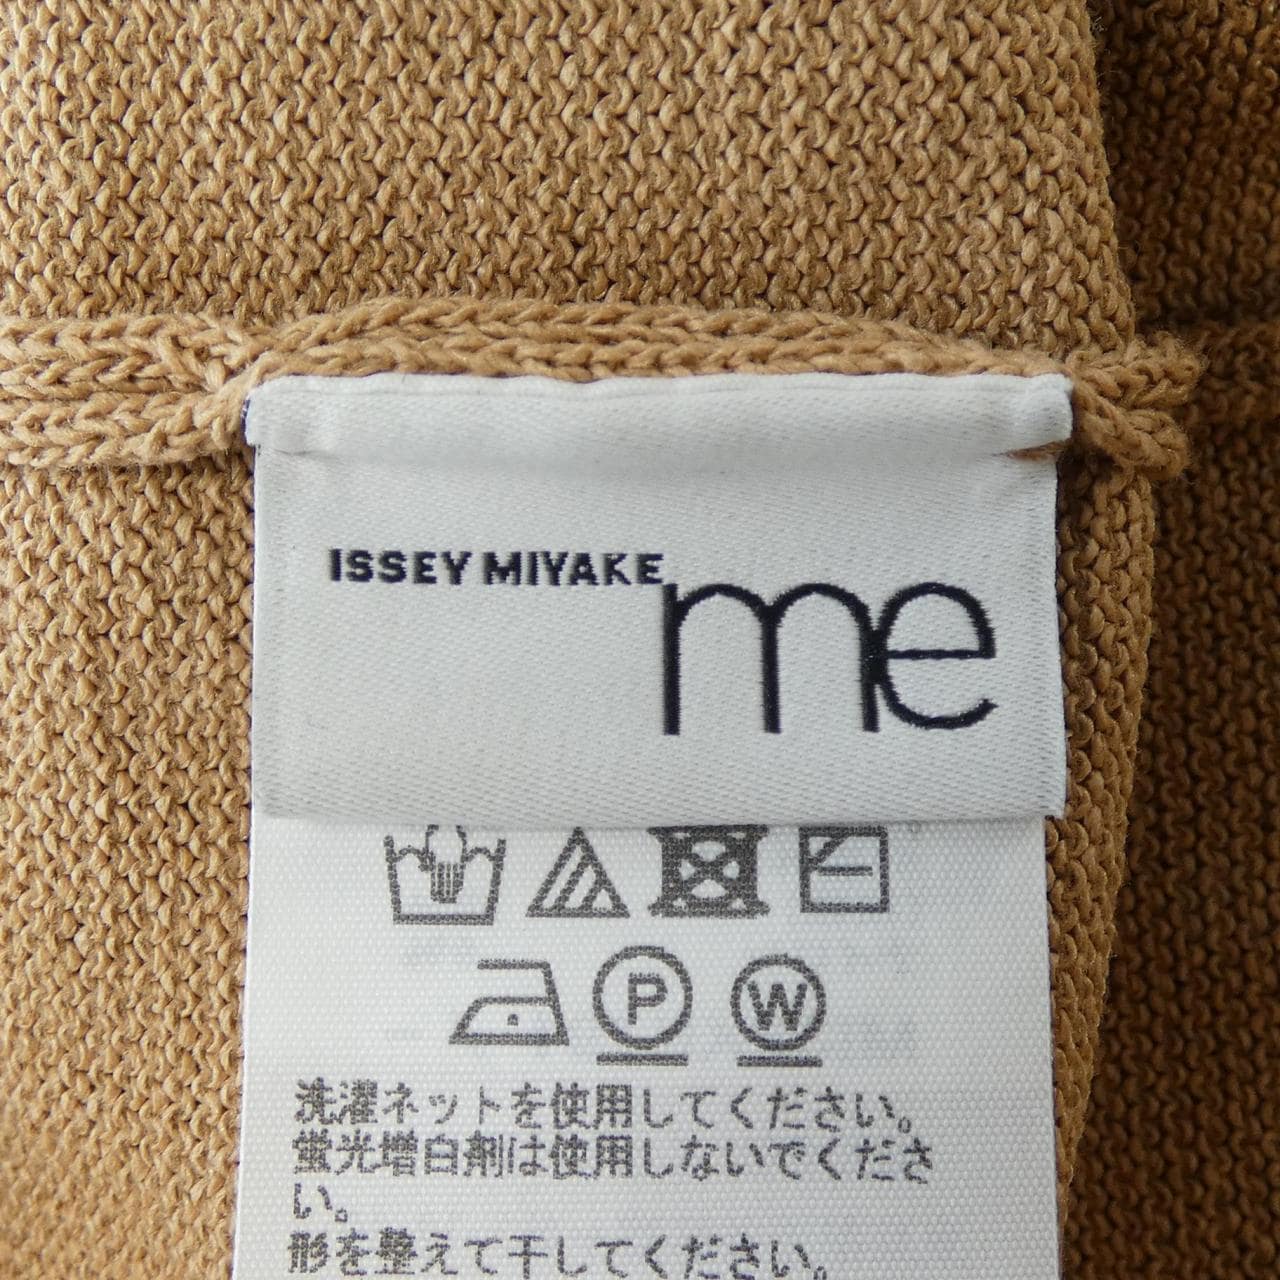 ISSEY MIYAKE
me
P W
洗濯ネットを使用してください。
蛍光増白剤は使用しないでくださ
い。
形を整えて干してください。